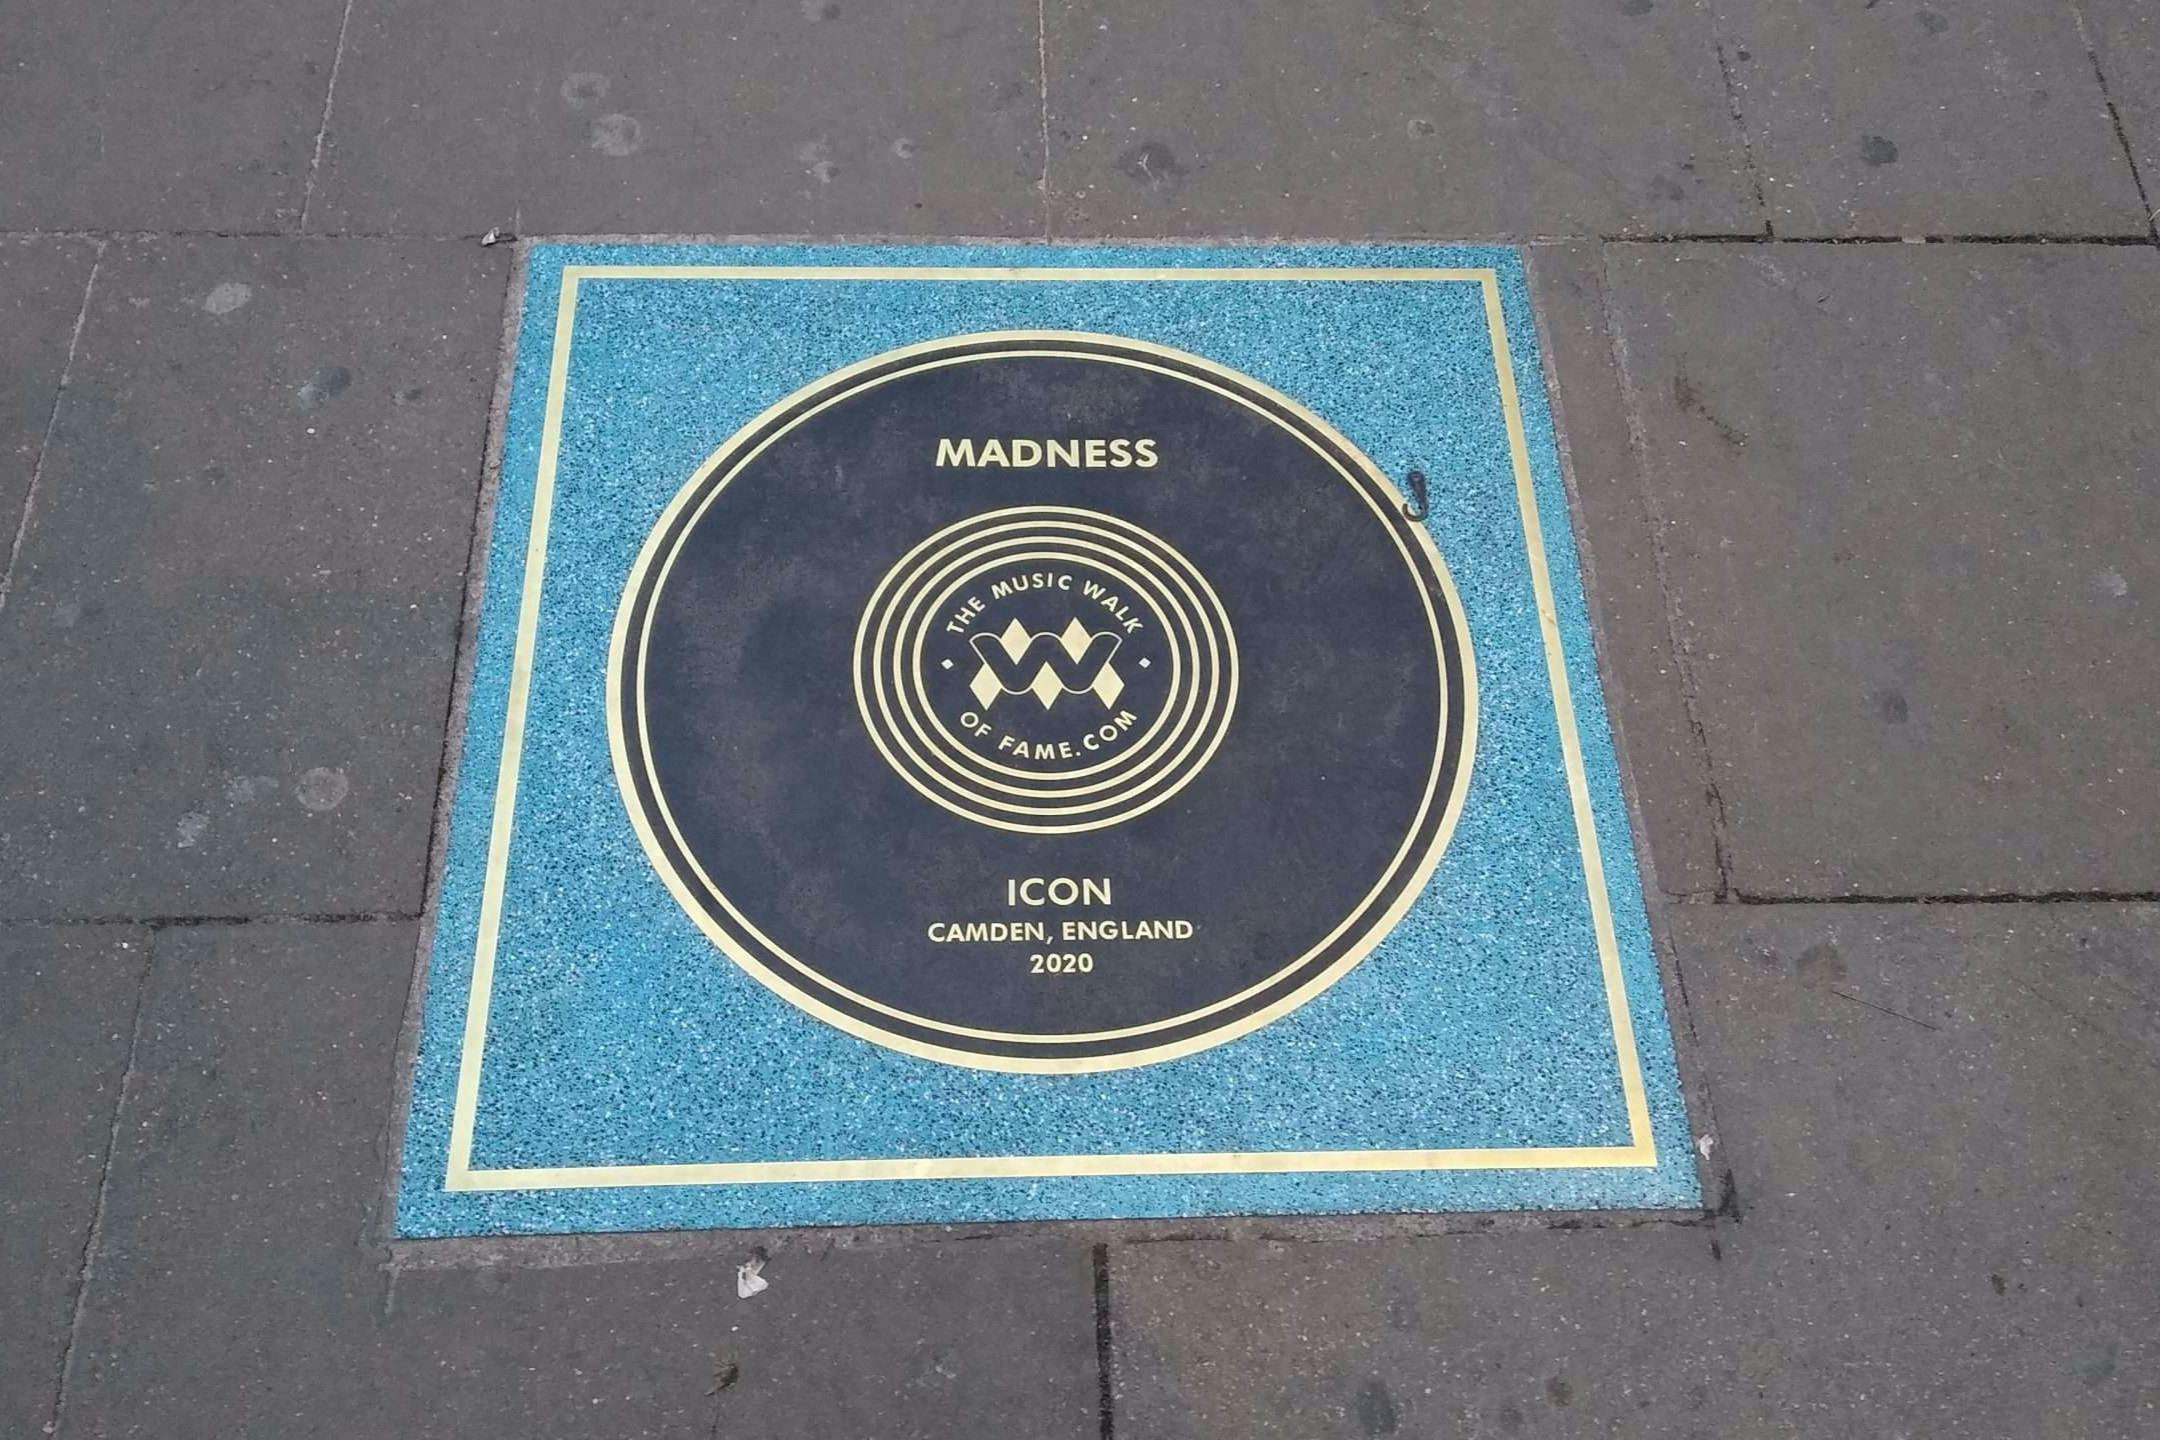 MADNESS
THE MUSIC WALK
OF FAME.COM
ICON
CAMDEN, ENGLAND
2020